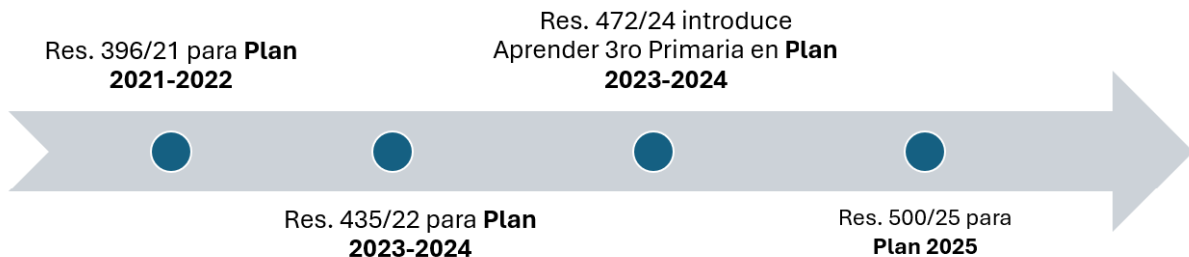 Res. 396/21 para Plan
2021-2022
Res. 435/22 para Plan
2023-2024
Res. 472/24 introduce
Aprender 3ro Primaria en Plan
2023-2024
Res. 500/25 para
Plan 2025